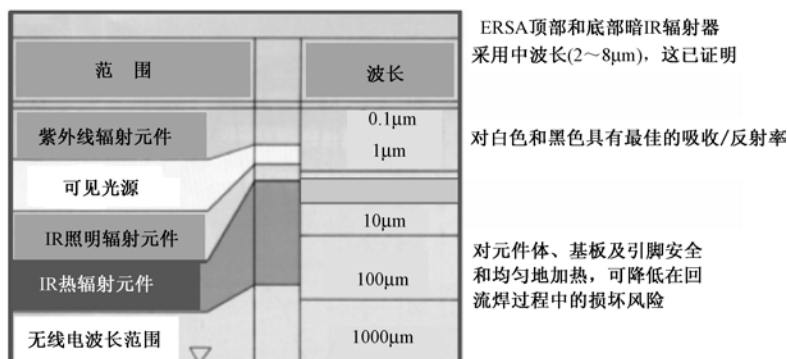 范 围
波长
紫外线辐射元件
0.1μm
1μm
可见光源
IR照明辐射元件
10μm
IR热辐射元件
100μm
无线电波长范围
1000μm
ERSA顶部和底部暗IR辐射器
采用中波长(2～8μm)，这已证明
对白色和黑色具有最佳的吸收/反射率
对元件体、基板及引脚安全
和均匀地加热，可降低在回
流焊过程中的损坏风险